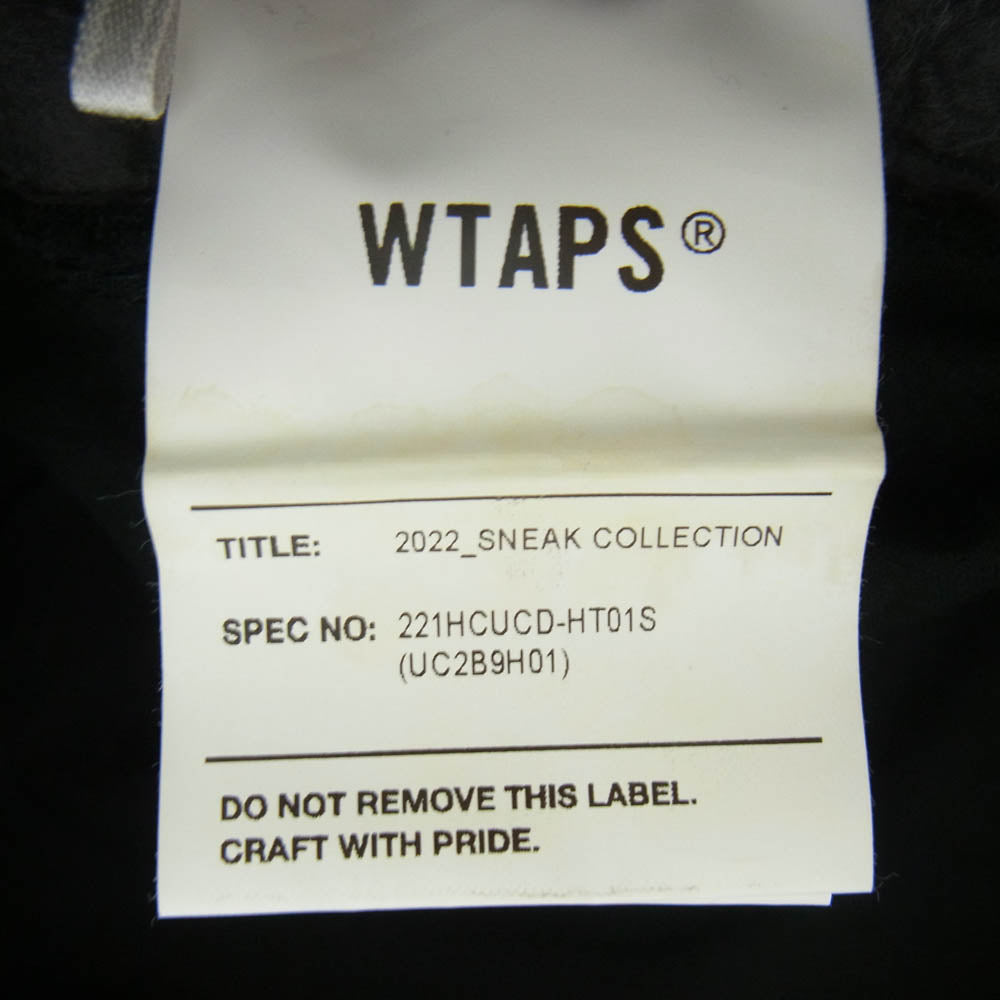 WTAPS®
TITLE: 2022_SNEAK COLLECTION
SPEC NO: 221HCUCD-HT01S
(UC2B9H01)
DO NOT REMOVE THIS LABEL.
CRAFT WITH PRIDE.